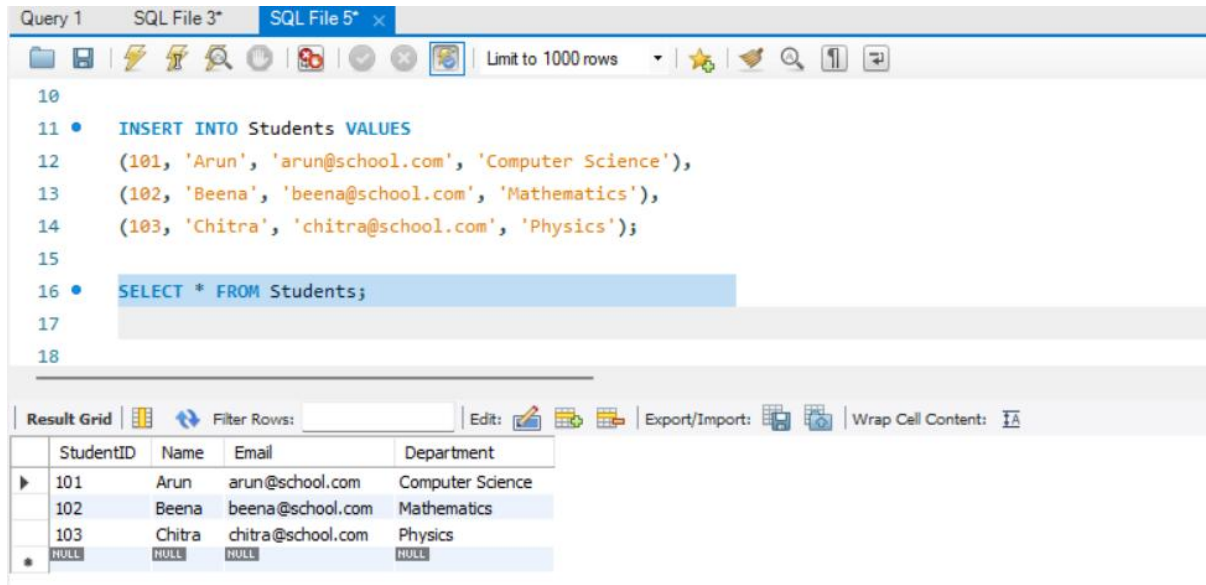 Query 1 SQL File 3* SQL File 5* ×
Limit to 1000 rows
10
11 INSERT INTO Students VALUES
12 (101, 'Arun', 'arun@school.com', 'Computer Science'),
13 (102, 'Beena', 'beena@school.com', 'Mathematics'),
14 (103, 'Chitra', 'chitra@school.com', 'Physics');
15
16 SELECT * FROM Students;
17
18
Result Grid Filter Rows: Edit: Export/Import: Wrap Cell Content: IA
StudentID Name Email Department
101 Arun arun@school.com Computer Science
102 Beena beena@school.com Mathematics
103 Chitra chitra@school.com Physics
NULL NULL NULL NULL